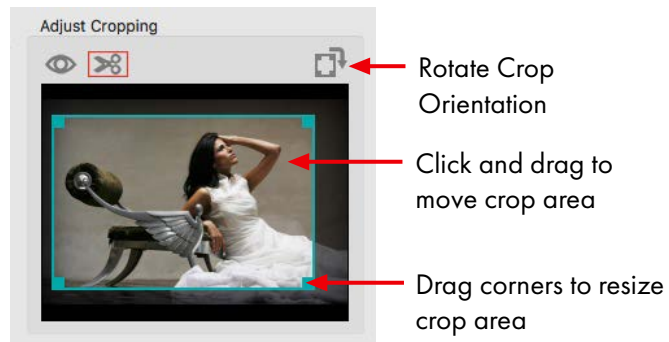 Adjust Cropping
Rotate Crop
Orientation
Click and drag to
move crop area
Drag corners to resize
crop area